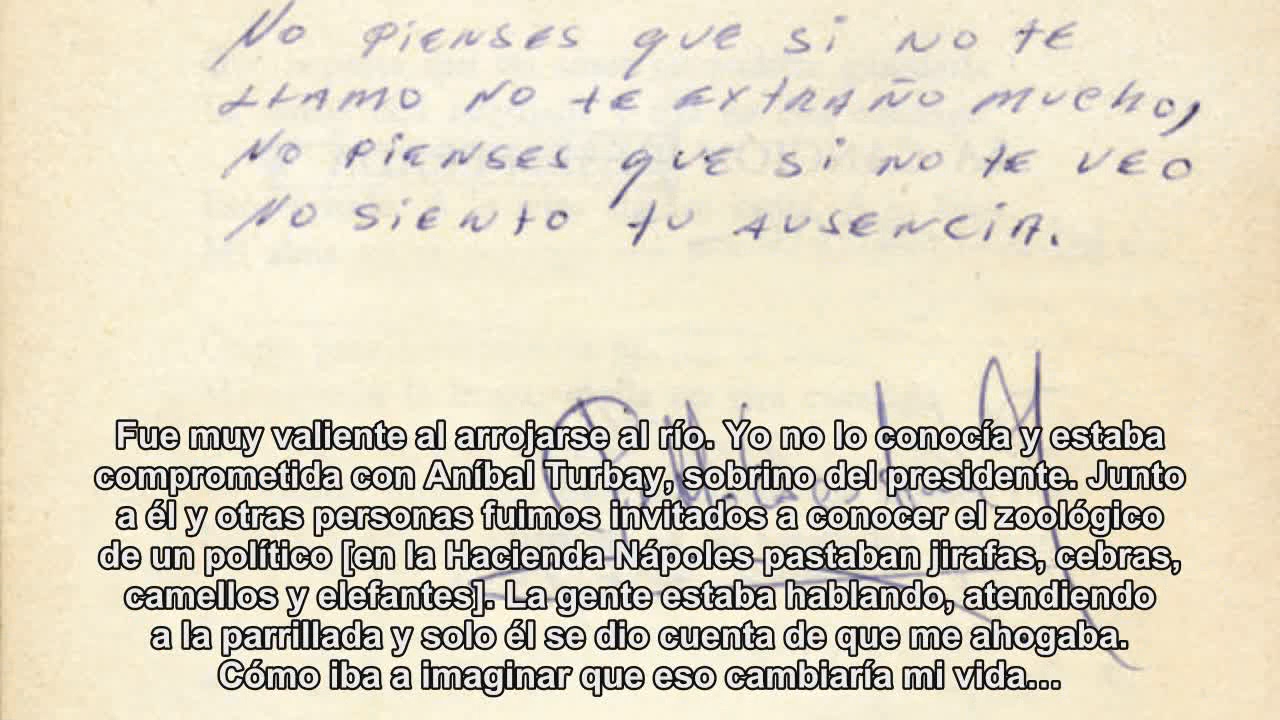 No PIENSES qUE Si NO tE
LLAMO NO tE EXtRAÑO MUCHO,
No PIENSES qUE Si NO tE VEO
NO SIENtO tU AUSENCIA.
Fue muy valiente al arrojarse al río. Yo no lo conocía y estaba
comprometida con Aníbal Turbay, sobrino del presidente. Junto
a él y otras personas fuimos invitados a conocer el zoológico
de un político [en la Hacienda Nápoles pastaban jirafas, cebras,
camellos y elefantes]. La gente estaba hablando, atendiendo
a la parrillada y solo él se dio cuenta de que me ahogaba.
Cómo iba a imaginar que eso cambiaría mi vida...